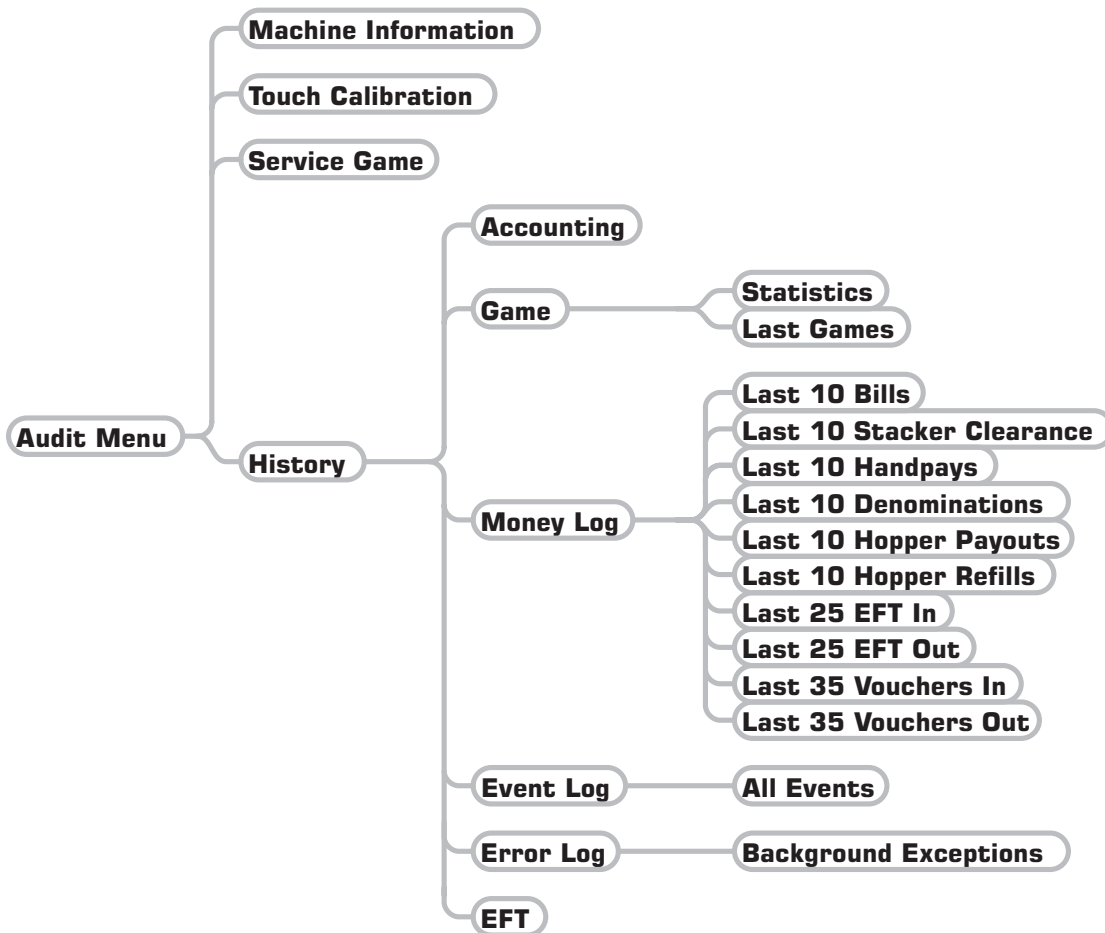 Machine Information
Touch Calibration
Service Game
Accounting
Game
Statistics
Last Games
Audit Menu
History
Money Log
Last 10 Bills
Last 10 Stacker Clearance
Last 10 Handpays
Last 10 Denominations
Last 10 Hopper Payouts
Last 10 Hopper Refills
Last 25 EFT In
Last 25 EFT Out
Last 35 Vouchers In
Last 35 Vouchers Out
Event Log
All Events
Error Log
Background Exceptions
EFT